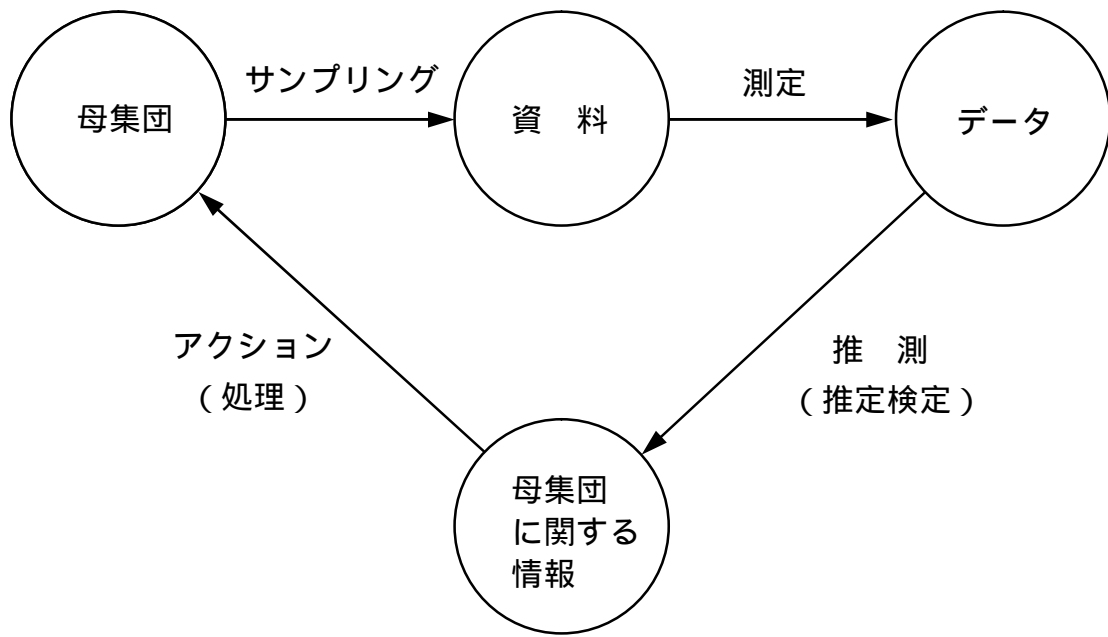 サンプリング
測定
母集団
資　料
データ
アクション
（処理）
推　測
（推定検定）
母集団
に関する
情報